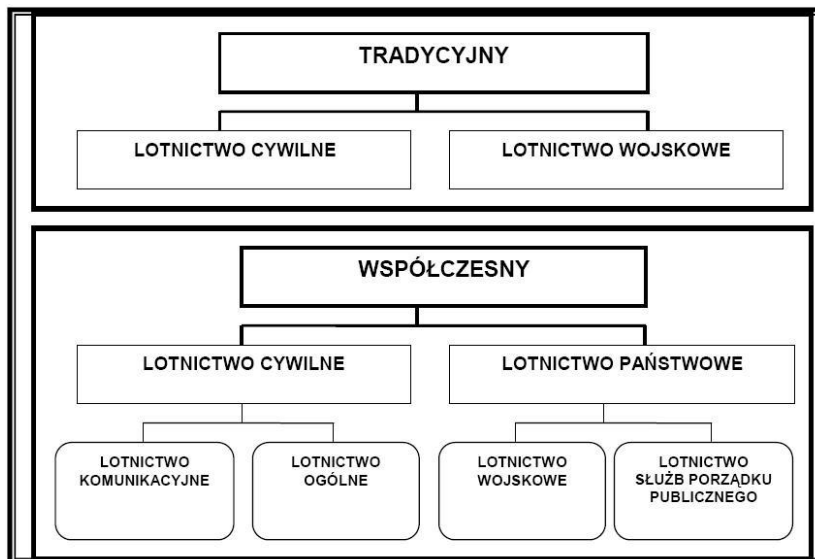 TRADYCYJNY
LOTNICTWO CYWILNE
LOTNICTWO WOJSKOWE
WSPÓŁCZESNY
LOTNICTWO CYWILNE
LOTNICTWO PAŃSTWOWE
LOTNICTWO
KOMUNIKACYJNE
LOTNICTWO
OGÓLNE
LOTNICTWO
WOJSKOWE
LOTNICTWO
SŁUŻB PORZĄDKU
PUBLICZNEGO